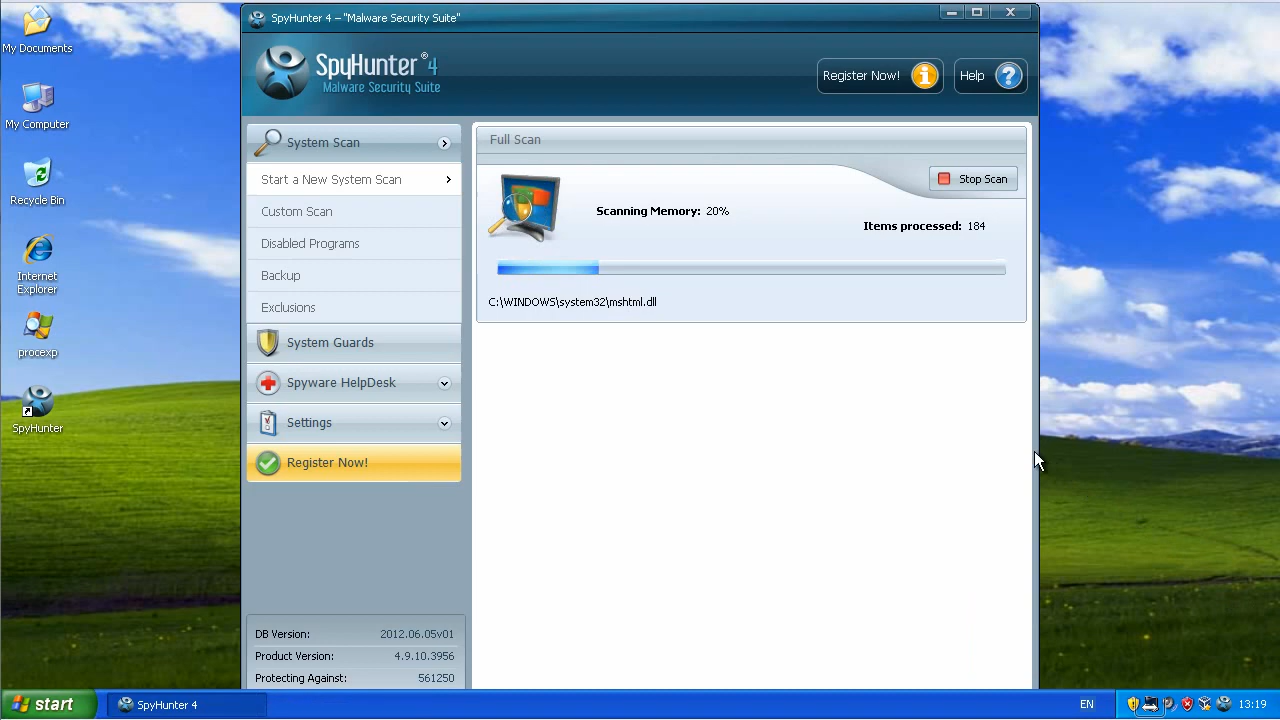 My Documents
My Computer
Recycle Bin
Internet
Explorer
procexp
SpyHunter
SpyHunter 4 – "Malware Security Suite"
SpyHunter® 4
Malware Security Suite
Register Now!
Help
System Scan
Start a New System Scan
Custom Scan
Disabled Programs
Backup
Exclusions
System Guards
Spyware HelpDesk
Settings
Register Now!
DB Version: 2012.06.05v01
Product Version: 4.9.10.3956
Protecting Against: 561250
Full Scan
Stop Scan
Scanning Memory: 20%
Items processed: 184
C:\WINDOWS\system32\mshtml.dll
start
SpyHunter 4
EN
13:19